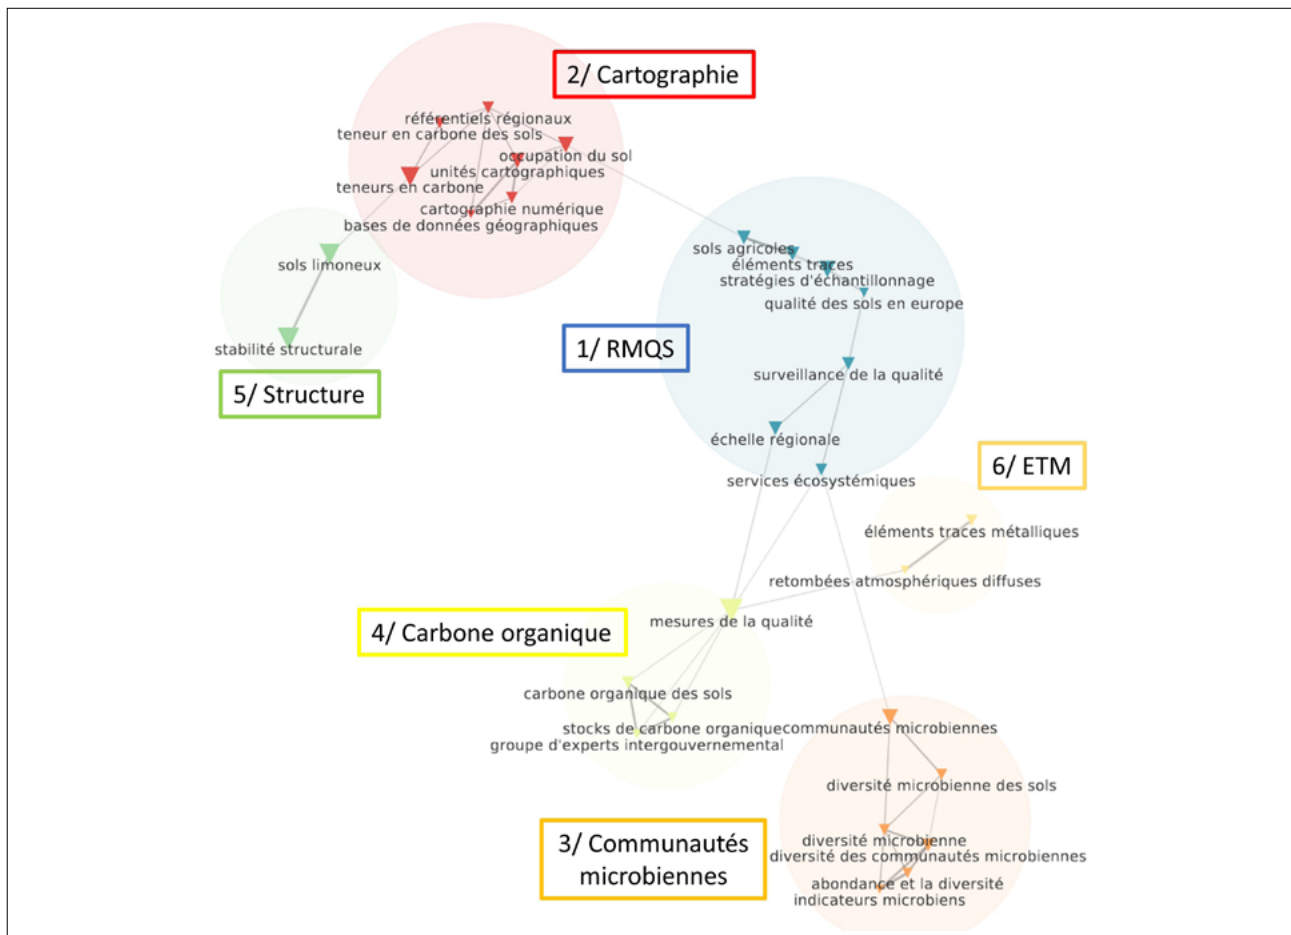 2/ Cartographie
référentiels régionaux
teneur en carbone des sols
occupation du sol
unités cartographiques
teneurs en carbone
cartographie numérique
bases de données géographiques
sols limoneux
stabilité structurale
5/ Structure
1/ RMQS
sols agricoles
éléments traces
stratégies d'échantillonnage
qualité des sols en europe
surveillance de la qualité
échelle régionale
services écosystémiques
6/ ETM
éléments traces métalliques
retombées atmosphériques diffuses
4/ Carbone organique
mesures de la qualité
carbone organique des sols
stocks de carbone organique
groupe d'experts intergouvernemental
communautés microbiennes
diversité microbienne des sols
diversité microbienne
diversité des communautés microbiennes
abondance et la diversité
indicateurs microbiens
3/ Communautés
microbiennes